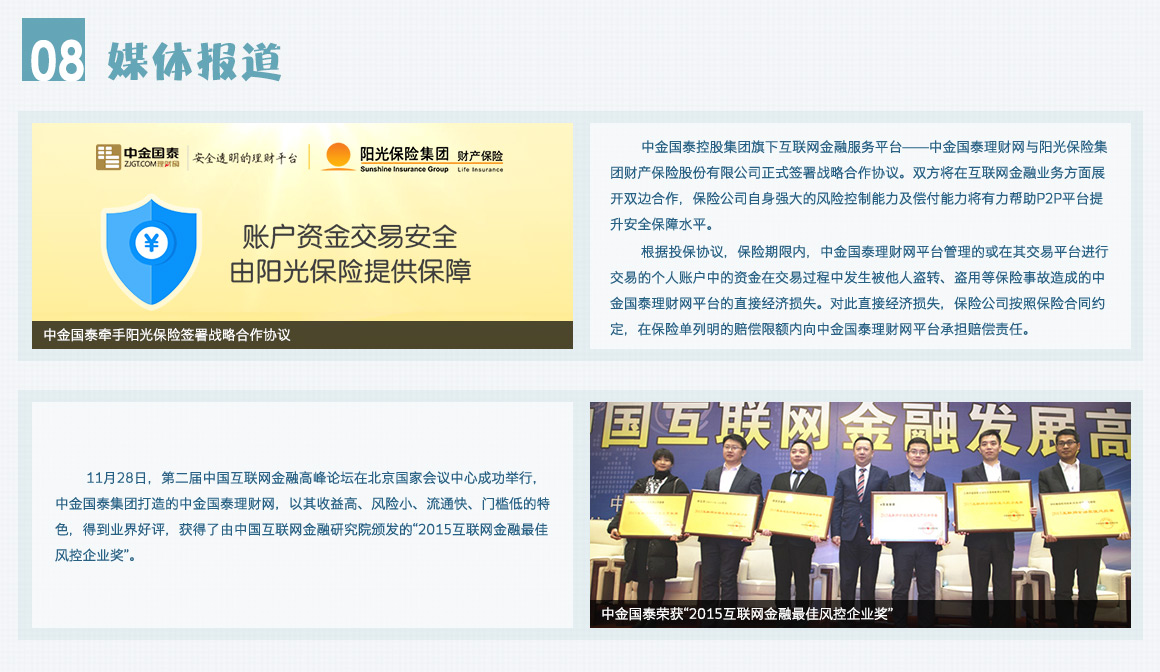 08 媒体报道
中金国泰
ZJGT.COM 理财网
安全透明的理财平台
阳光保险集团 财产保险
Sunshine Insurance Group Life Insurance
¥
账户资金交易安全
由阳光保险提供保障
中金国泰牵手阳光保险签署战略合作协议
中金国泰控股集团旗下互联网金融服务平台——中金国泰理财网与阳光保险集
团财产保险股份有限公司正式签署战略合作协议。双方将在互联网金融业务方面展
开双边合作，保险公司自身强大的风险控制能力及偿付能力将有力帮助P2P平台提
升安全保障水平。
根据投保协议，保险期限内，中金国泰理财网平台管理的或在其交易平台进行
交易的个人账户中的资金在交易过程中发生被他人盗转、盗用等保险事故造成的中
金国泰理财网平台的直接经济损失。对此直接经济损失，保险公司按照保险合同约
定，在保险单列明的赔偿限额内向中金国泰理财网平台承担赔偿责任。
11月28日，第二届中国互联网金融高峰论坛在北京国家会议中心成功举行，
中金国泰集团打造的中金国泰理财网，以其收益高、风险小、流通快、门槛低的特
色，得到业界好评，获得了由中国互联网金融研究院颁发的“2015互联网金融最佳
风控企业奖”。
国互联网金融发展高
中
中金国泰荣获“2015互联网金融最佳风控企业奖”